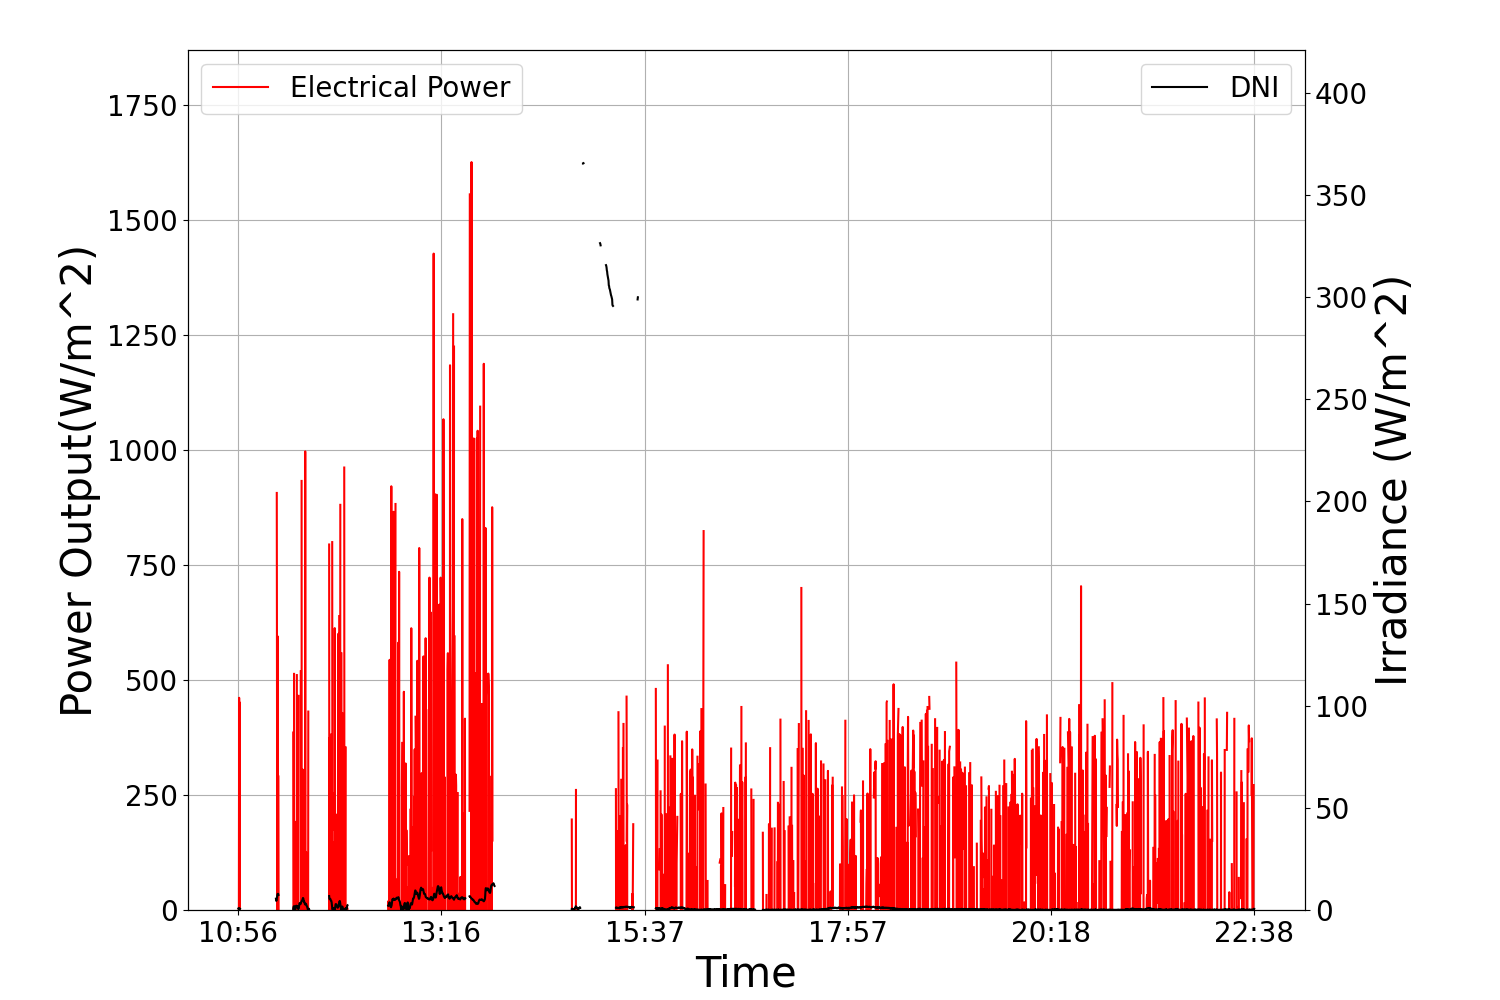 Electrical Power
DNI
1750
1500
1250
1000
750
500
250
0
Power Output(W/m^2)
400
350
300
250
200
150
100
50
0
Irradiance (W/m^2)
10:56 13:16 15:37 17:57 20:18 22:38
Time